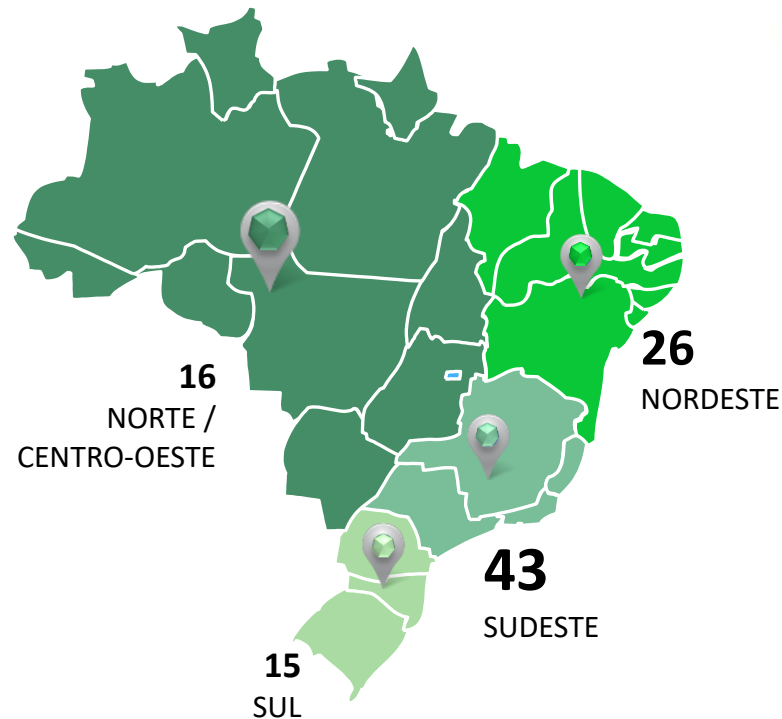 26
NORDESTE
16
NORTE /
CENTRO-OESTE
43
SUDESTE
15
SUL